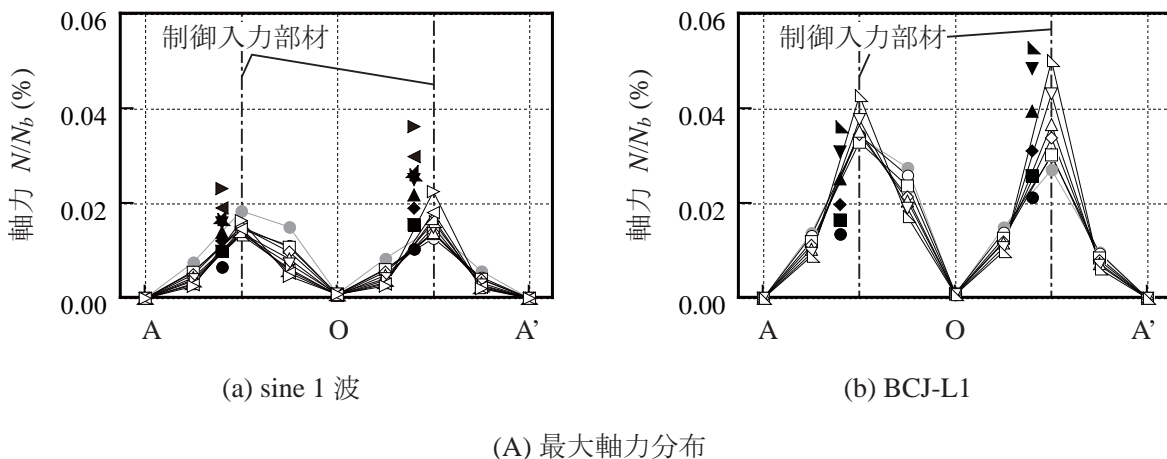 0.06
0.04
0.02
0.00
軸力 N/N_b (%)
制御入力部材
A
O
A’
(a) sine 1 波
0.06
0.04
0.02
0.00
軸力 N/N_b (%)
制御入力部材
A
O
A’
(b) BCJ-L1
(A) 最大軸力分布